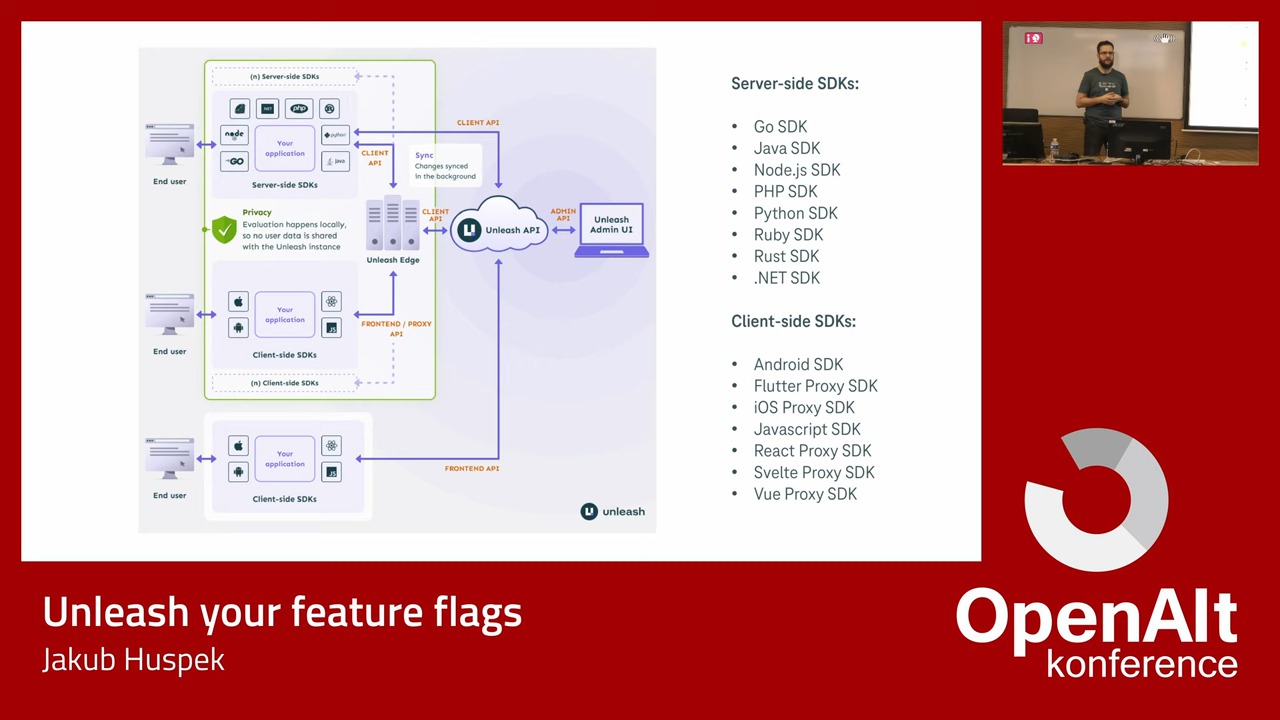 (n) Server-side SDKs
node
GO
.NET
php
python
java
Your
application
Server-side SDKs
End user
CLIENT API
CLIENT
API
Sync
Changes synced
in the background
Privacy
Evaluation happens locally,
so no user data is shared
with the Unleash instance
Unleash Edge
CLIENT
API
Unleash API
ADMIN
API
Unleash
Admin UI
Your
application
JS
Client-side SDKs
End user
FRONTEND / PROXY
API
(n) Client-side SDKs
Your
application
JS
Client-side SDKs
End user
FRONTEND API
unleash
Server-side SDKs:
• Go SDK
• Java SDK
• Node.js SDK
• PHP SDK
• Python SDK
• Ruby SDK
• Rust SDK
• .NET SDK
Client-side SDKs:
• Android SDK
• Flutter Proxy SDK
• iOS Proxy SDK
• Javascript SDK
• React Proxy SDK
• Svelte Proxy SDK
• Vue Proxy SDK
Unleash your feature flags
Jakub Huspek
OpenAlt
konference